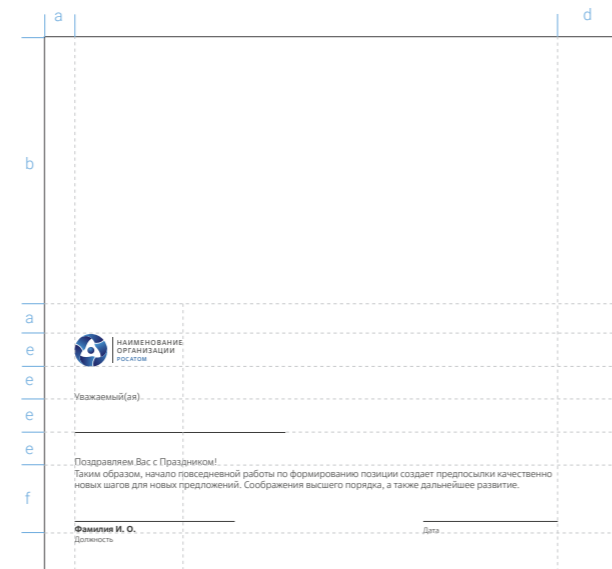 a
d
b
a
e
НАИМЕНОВАНИЕ
ОРГАНИЗАЦИИ
РОСАТОМ
e
Уважаемый(ая)
e
e
Поздравляем Вас с Праздником!
Таким образом, начало повседневной работы по формированию позиции создает предпосылки качественно
новых шагов для новых предложений. Соображения высшего порядка, а также дальнейшее развитие.
f
Фамилия И. О.
Дата
Должность